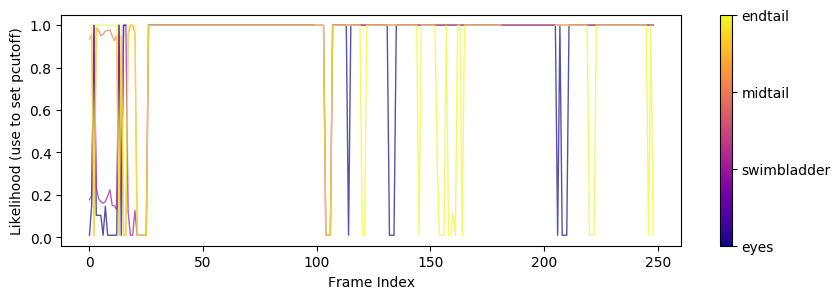 Likelihood (use to set pcutoff)
1.0
0.8
0.6
0.4
0.2
0.0
0
50
100
150
200
250
Frame Index
endtail
midtail
swimbladder
eyes